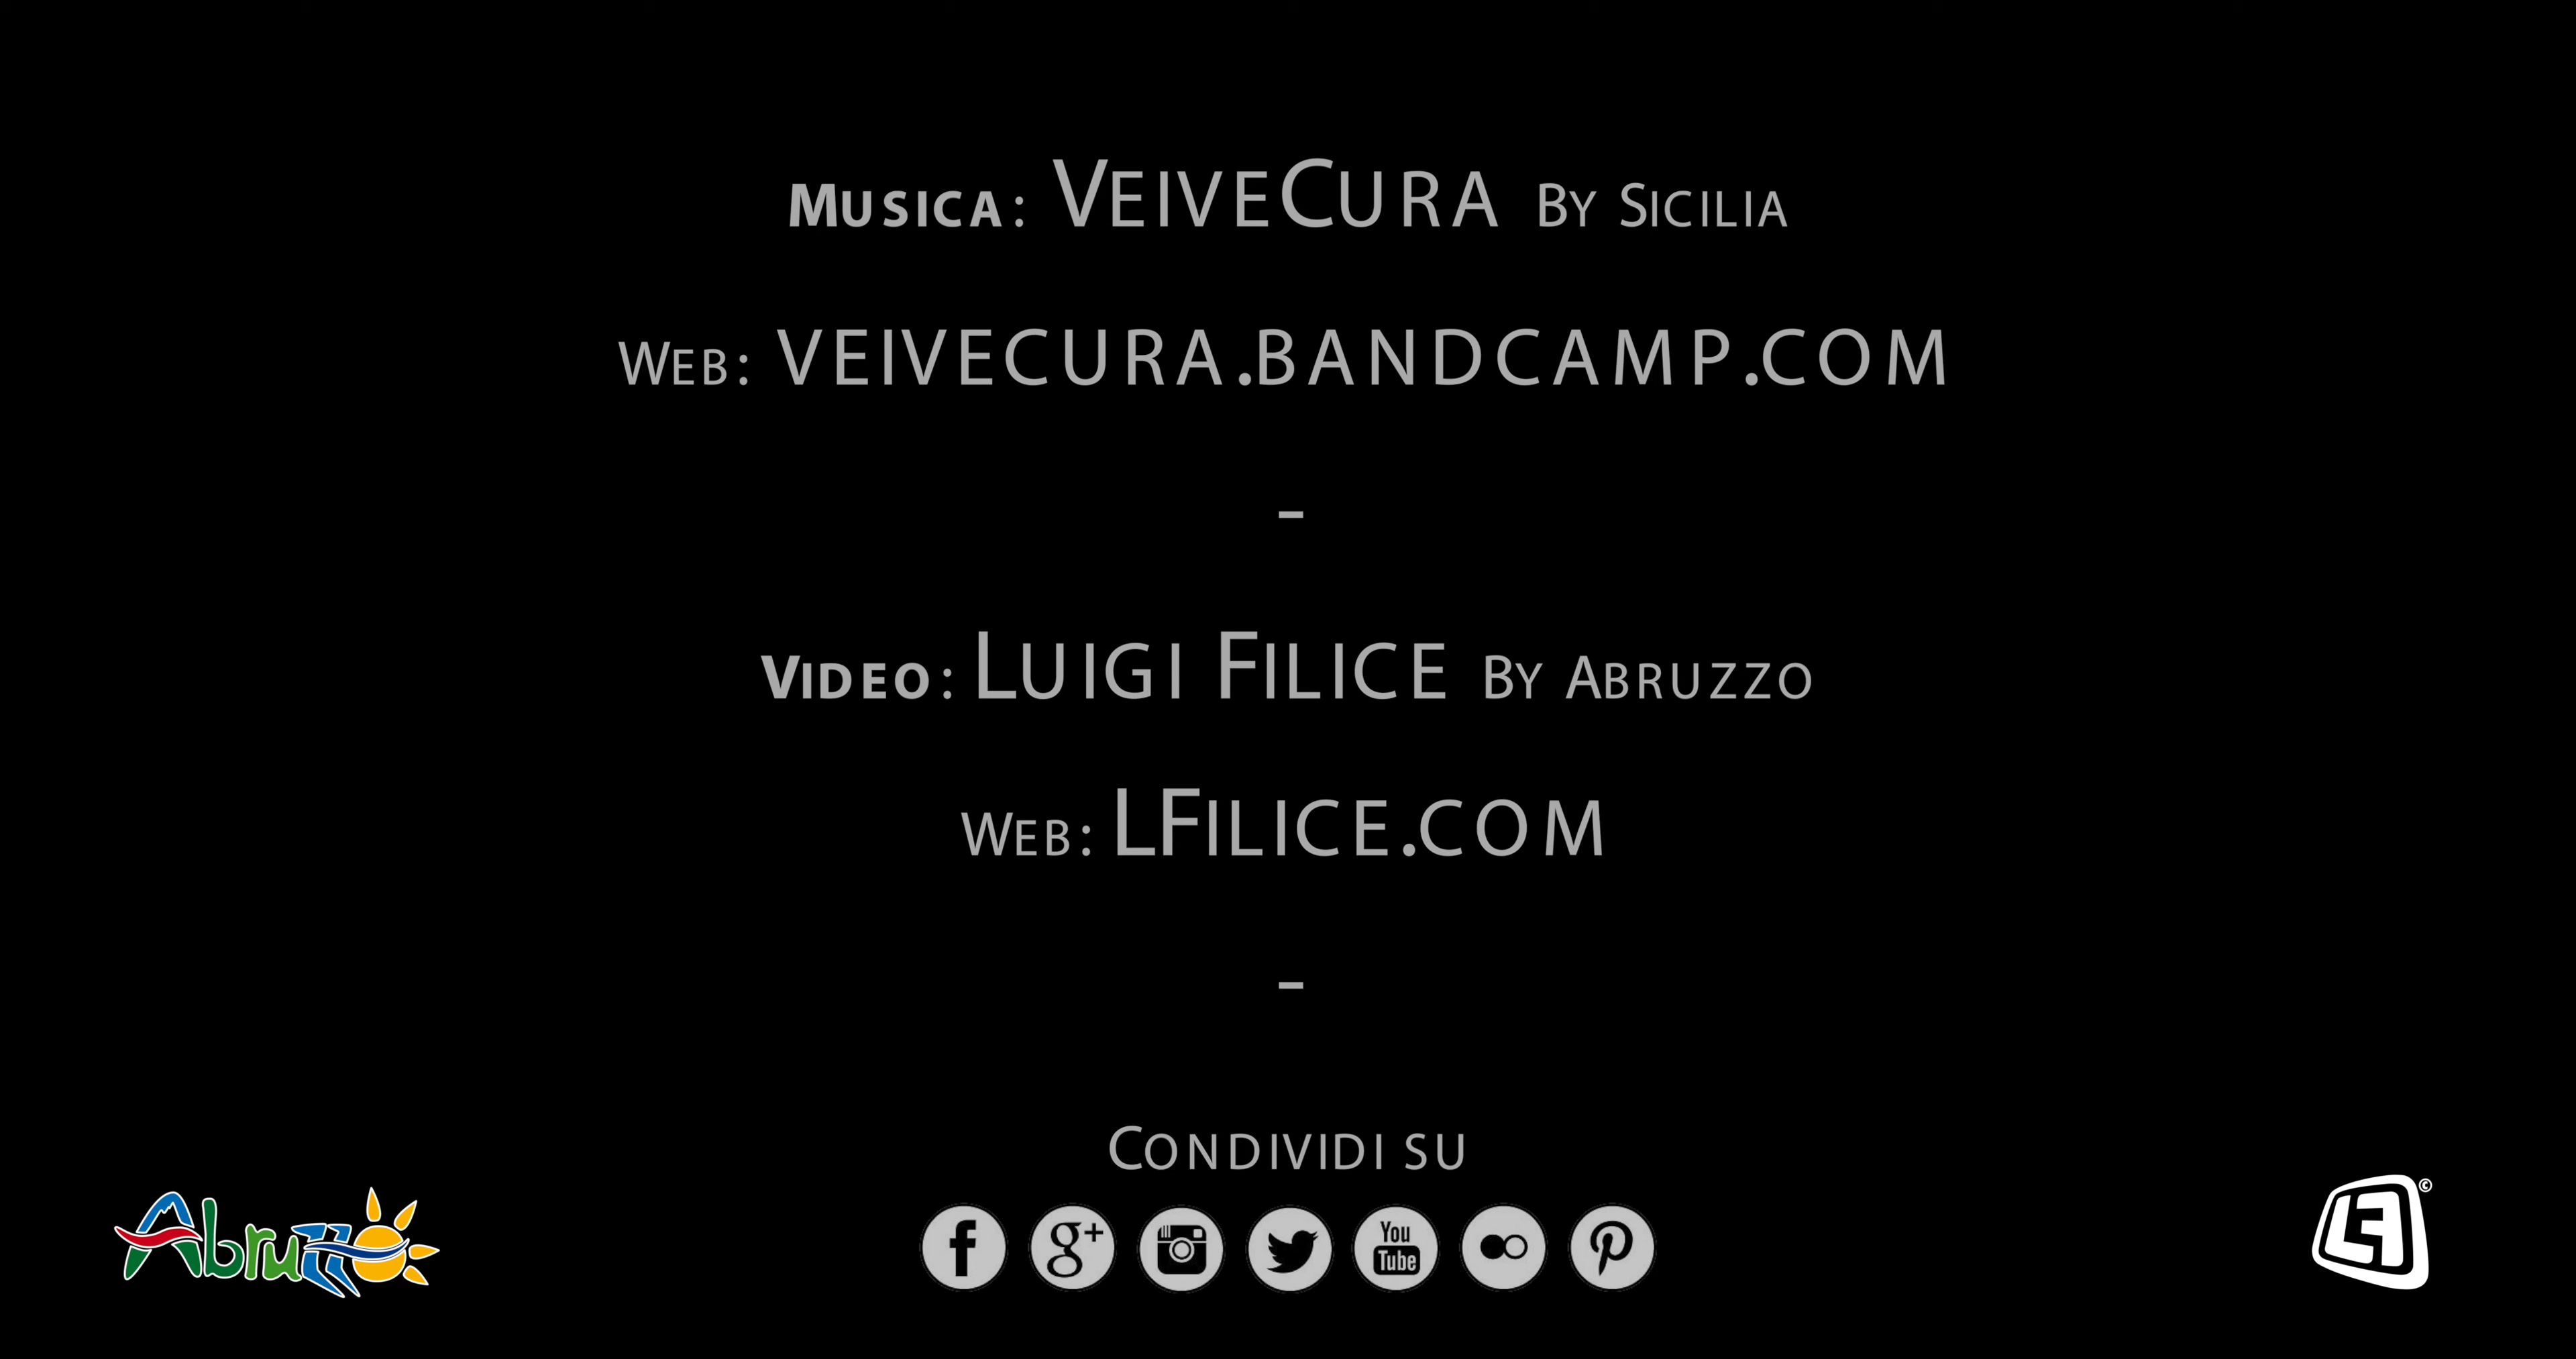 Musica: VeiveCura By Sicilia
Web: veivecura.bandcamp.com
-
Video: Luigi Filice By Abruzzo
Web: LFilice.com
-
Condividi su
Abruzzo
f g+ You Tube
LF ©